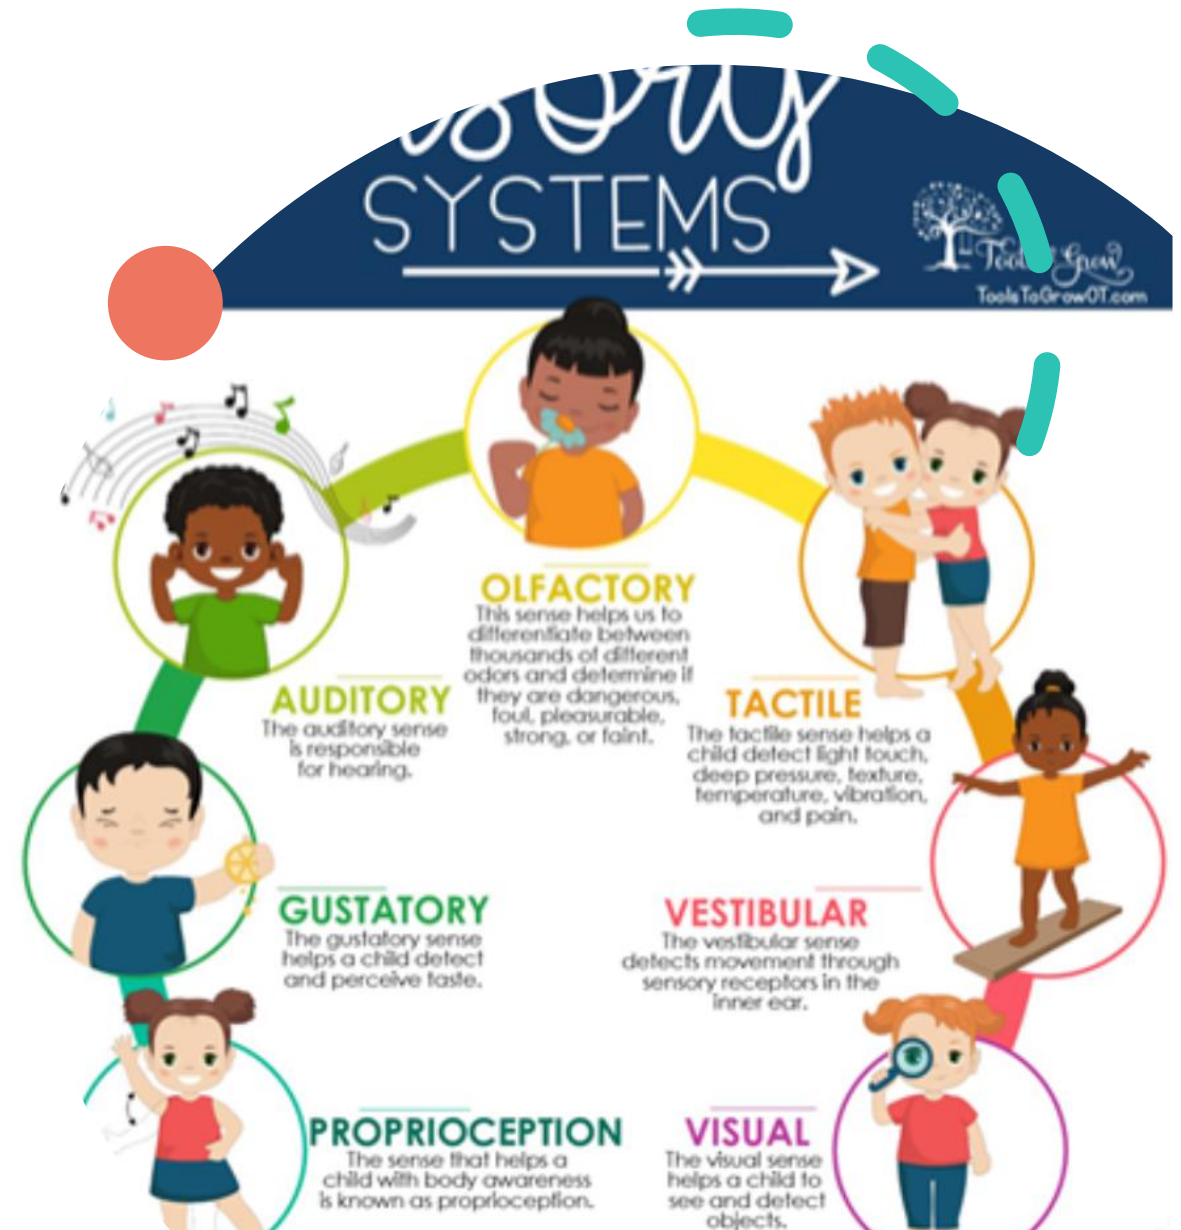 sory
SYSTEMS
ToolsToGrowOT.com
OLFACTORY
This sense helps us to
differentiate between
thousands of different
odors and determine if
they are dangerous,
foul, pleasurable,
strong, or faint.
AUDITORY
The auditory sense
is responsible
for hearing.
TACTILE
The tactile sense helps a
child detect light touch,
deep pressure, texture,
temperature, vibration,
and pain.
GUSTATORY
The gustatory sense
helps a child detect
and perceive taste.
VESTIBULAR
The vestibular sense
detects movement through
sensory receptors in the
inner ear.
PROPRIOCEPTION
The sense that helps a
child with body awareness
is known as proprioception.
VISUAL
The visual sense
helps a child to
see and detect
objects.